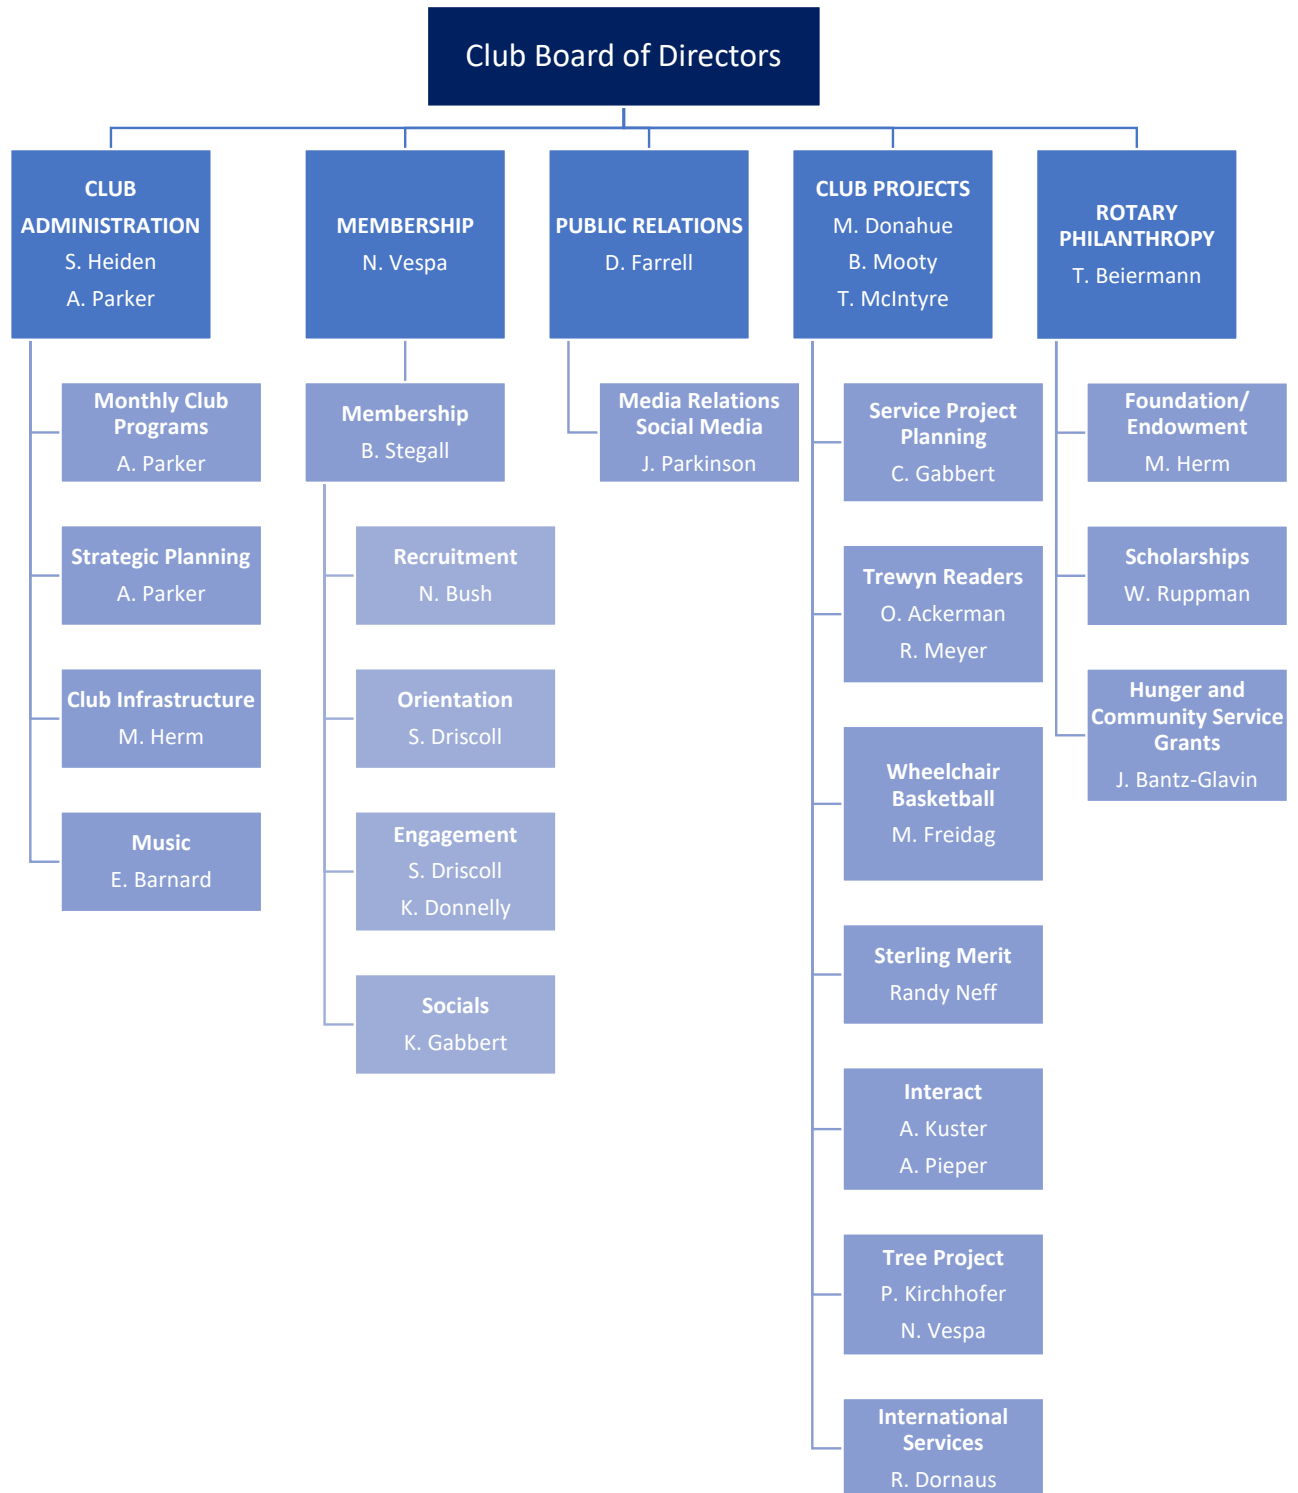 Club Board of Directors
CLUB
ADMINISTRATION
S. Heiden
A. Parker
Monthly Club
Programs
A. Parker
Strategic Planning
A. Parker
Club Infrastructure
M. Herm
Music
E. Barnard
MEMBERSHIP
N. Vespa
Membership
B. Stegall
Recruitment
N. Bush
Orientation
S. Driscoll
Engagement
S. Driscoll
K. Donnelly
Socials
K. Gabbert
PUBLIC RELATIONS
D. Farrell
Media Relations
Social Media
J. Parkinson
CLUB PROJECTS
M. Donahue
B. Mooty
T. McIntyre
Service Project
Planning
C. Gabbert
Trewyn Readers
O. Ackerman
R. Meyer
Wheelchair
Basketball
M. Freidag
Sterling Merit
Randy Neff
Interact
A. Kuster
A. Pieper
Tree Project
P. Kirchhofer
N. Vespa
International
Services
R. Dornaus
ROTARY
PHILANTHROPY
T. Beiermann
Foundation/
Endowment
M. Herm
Scholarships
W. Ruppman
Hunger and
Community Service
Grants
J. Bantz-Glavin